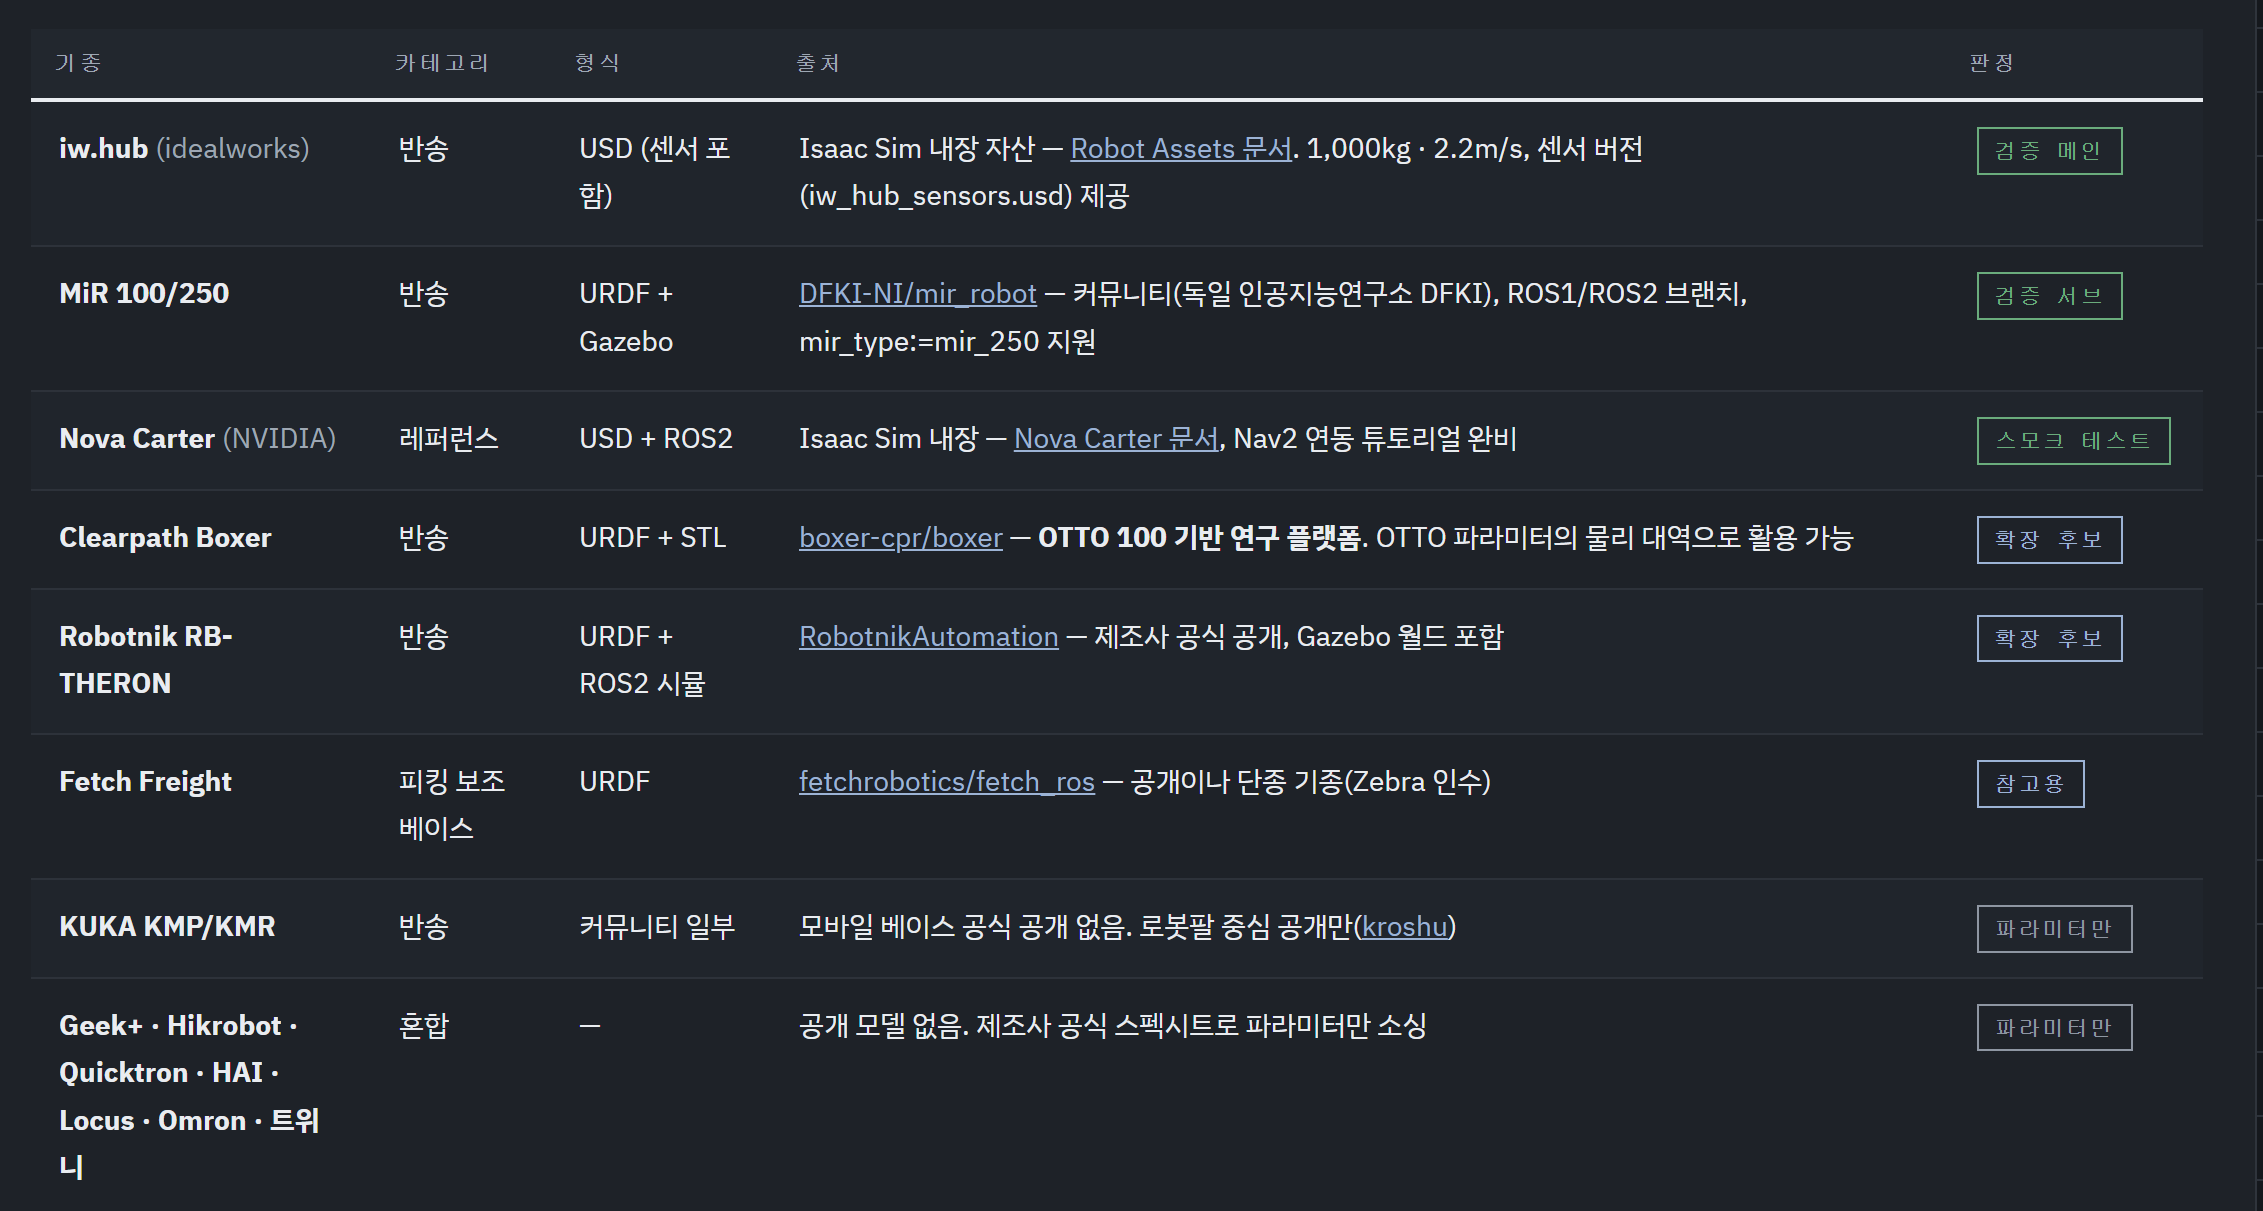 기종 카테고리 형식 출처 판정
iw.hub (idealworks) 반송 USD (센서 포 Isaac Sim 내장 자산 — Robot Assets 문서. 1,000kg · 2.2m/s, 센서 버전 검증 메인
함) (iw_hub_sensors.usd) 제공
MiR 100/250 반송 URDF + DFKI-NI/mir_robot — 커뮤니티(독일 인공지능연구소 DFKI), ROS1/ROS2 브랜치, 검증 서브
Gazebo mir_type:=mir_250 지원
Nova Carter (NVIDIA) 레퍼런스 USD + ROS2 Isaac Sim 내장 — Nova Carter 문서, Nav2 연동 튜토리얼 완비 스모크 테스트
Clearpath Boxer 반송 URDF + STL boxer-cpr/boxer — OTTO 100 기반 연구 플랫폼. OTTO 파라미터의 물리 대역으로 활용 가능 확장 후보
Robotnik RB- 반송 URDF + RobotnikAutomation — 제조사 공식 공개, Gazebo 월드 포함 확장 후보
THERON ROS2 시뮬
Fetch Freight 피킹 보조 URDF fetchrobotics/fetch_ros — 공개이나 단종 기종(Zebra 인수) 참고용
베이스
KUKA KMP/KMR 반송 커뮤니티 일부 모바일 베이스 공식 공개 없음. 로봇팔 중심 공개만(kroshu) 파라미터만
Geek+ · Hikrobot · 혼합 — 공개 모델 없음. 제조사 공식 스펙시트로 파라미터만 소싱 파라미터만
Quicktron · HAI ·
Locus · Omron · 트위
니